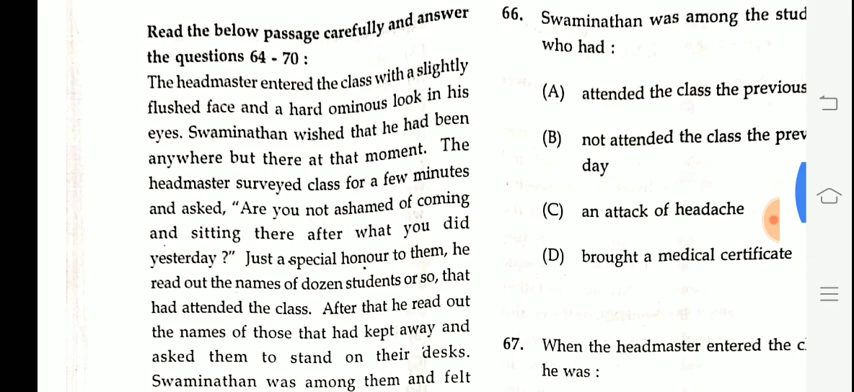 Read the below passage carefully and answer
the questions 64 - 70 :
The headmaster entered the class with a slightly
flushed face and a hard ominous look in his
eyes. Swaminathan wished that he had been
anywhere but there at that moment. The
headmaster surveyed class for a few minutes
and asked, “Are you not ashamed of coming
and sitting there after what you did
yesterday ?” Just a special honour to them, he
read out the names of dozen students or so, that
had attended the class. After that he read out
the names of those that had kept away and
asked them to stand on their desks.
Swaminathan was among them and felt
66. Swaminathan was among the stud
who had :
(A) attended the class the previous
(B) not attended the class the prev
day
(C) an attack of headache
(D) brought a medical certificate
67. When the headmaster entered the c
he was :